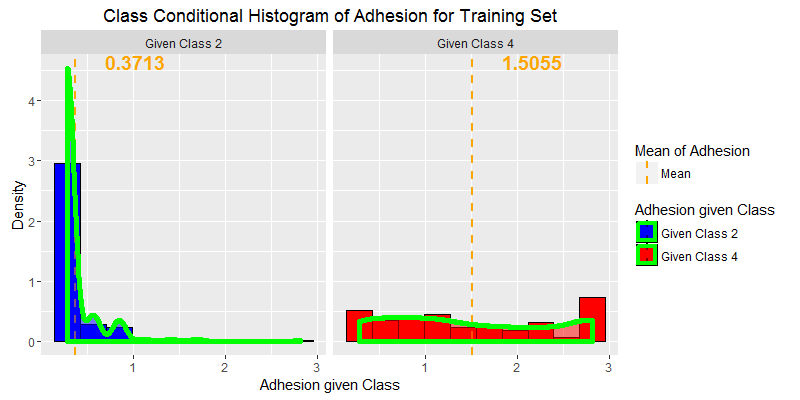 Class Conditional Histogram of Adhesion for Training Set
Given Class 2
Given Class 4
0.3713
1.5055
4
3
2
1
0
Density
1
2
3
1
2
3
Adhesion given Class
Mean of Adhesion
Mean
Adhesion given Class
Given Class 2
Given Class 4